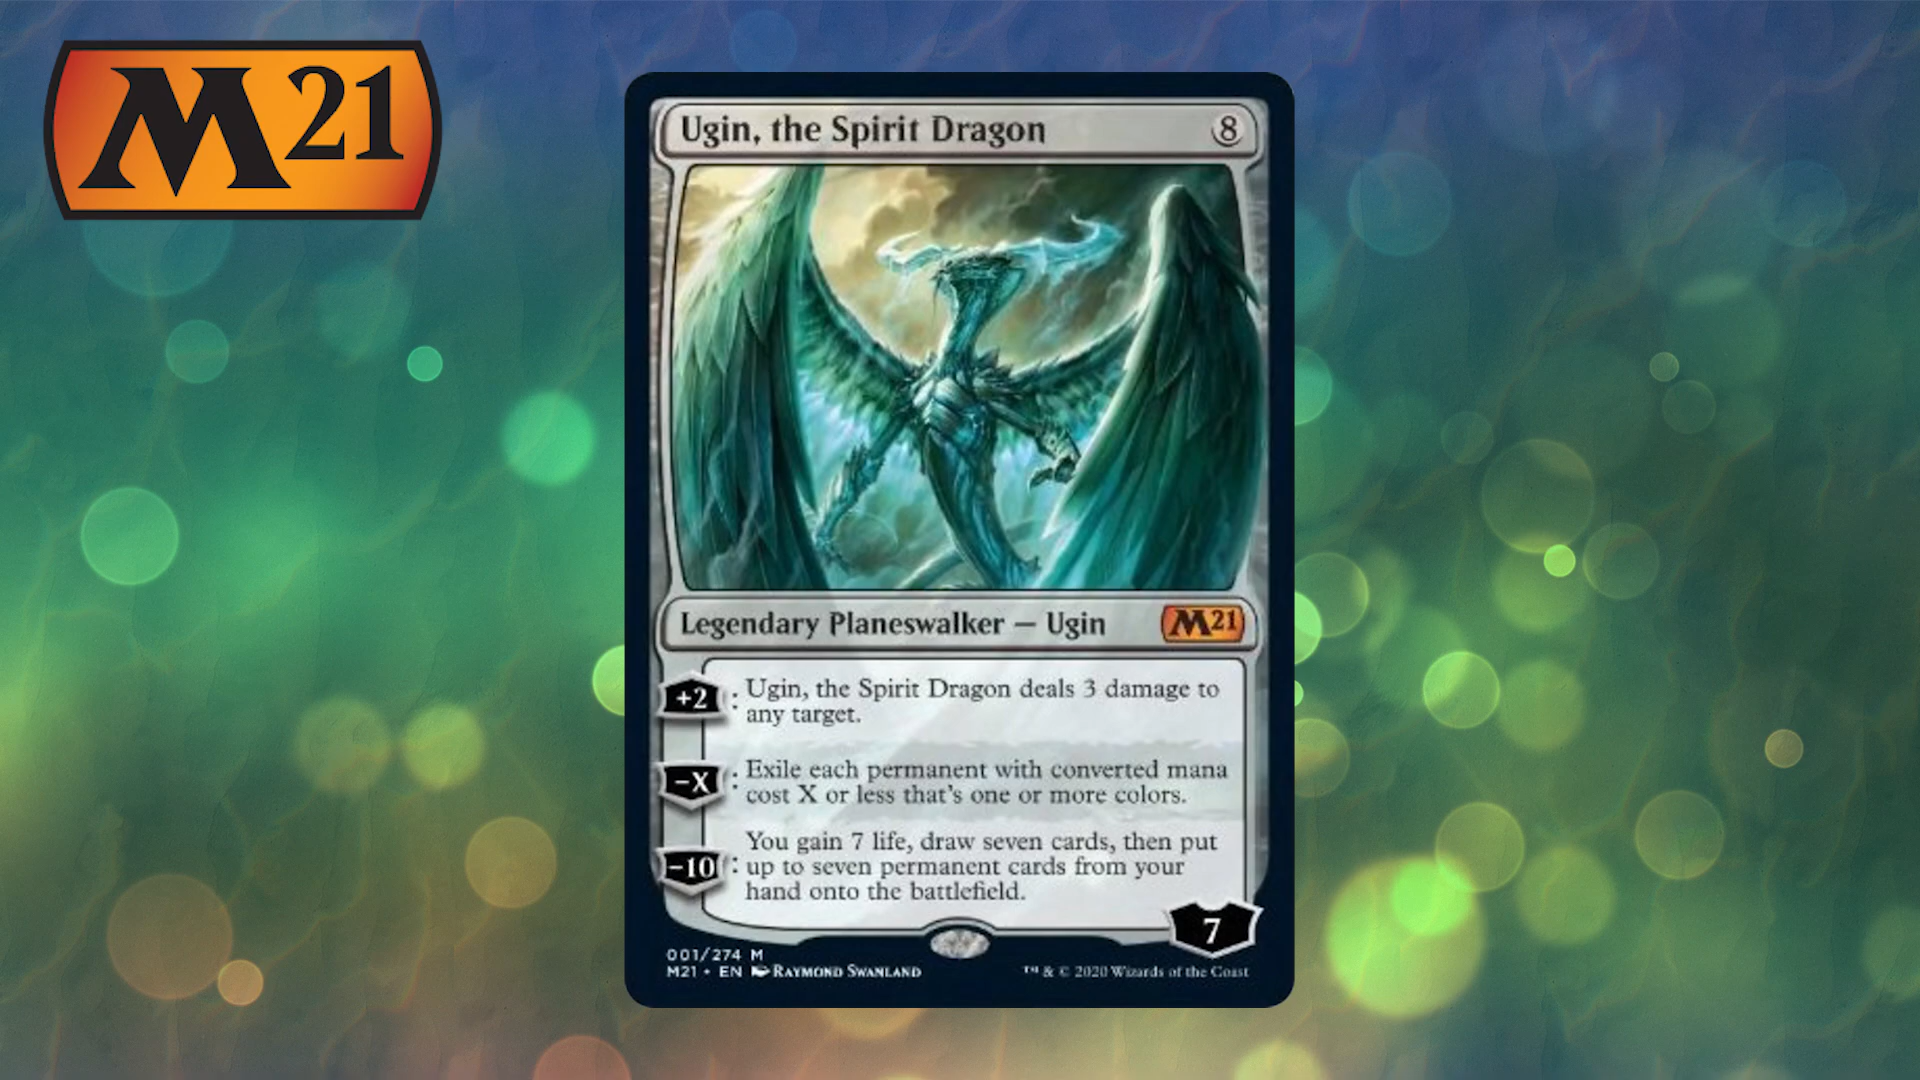 M21
Ugin, the Spirit Dragon 8
Legendary Planeswalker — Ugin M21
+2 : Ugin, the Spirit Dragon deals 3 damage to
any target.
−X : Exile each permanent with converted mana
cost X or less that's one or more colors.
You gain 7 life, draw seven cards, then put
−10 : up to seven permanent cards from your
hand onto the battlefield.
7
001/274 M
M21 • EN Raymond Swanland ™ & © 2020 Wizards of the Coast